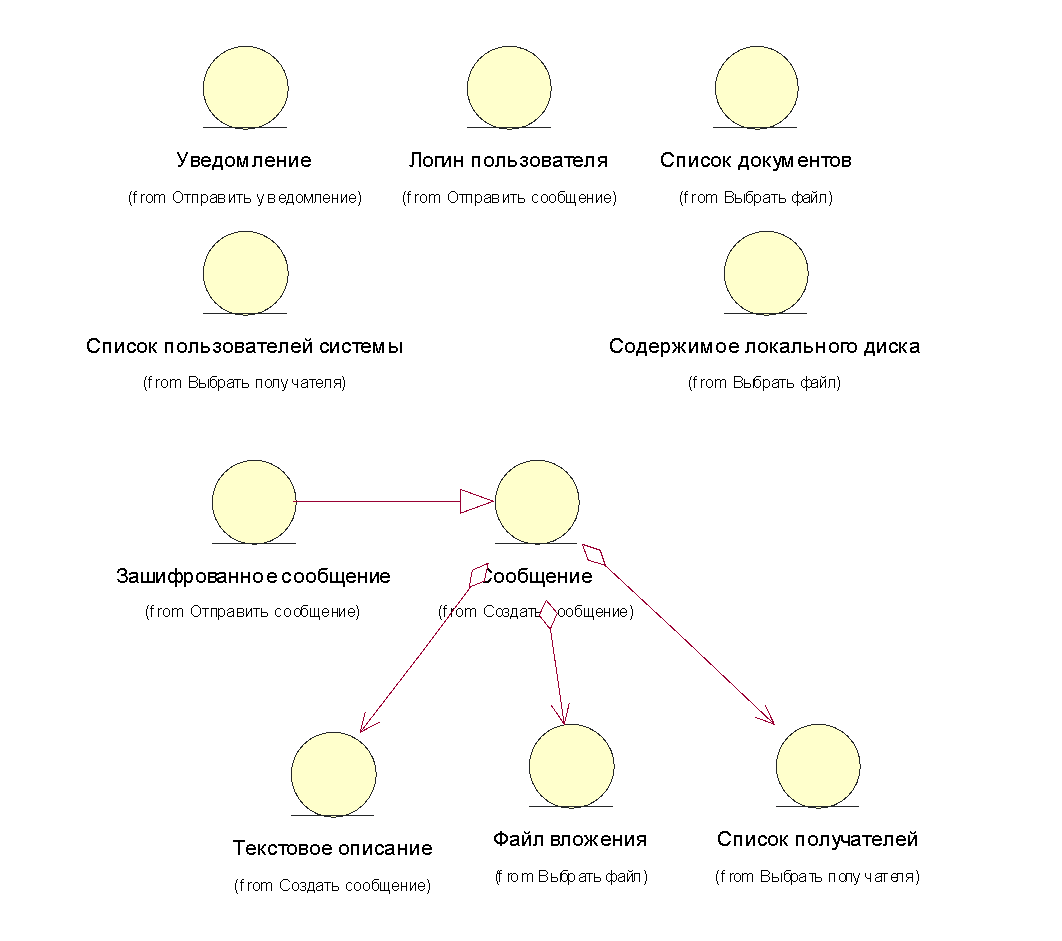 Уведомление
Логин пользователя
Список документов
(from Отправить уведомление)
(from Отправить сообщение)
(from Выбрать файл)
Список пользователей системы
Содержимое локального диска
(from Выбрать получателя)
(from Выбрать файл)
Зашифрованное сообщение
Сообщение
(from Отправить сообщение)
(from Создать сообщение)
Текстовое описание
Файл вложения
Список получателей
(from Создать сообщение)
(from Выбрать файл)
(from Выбрать получателя)